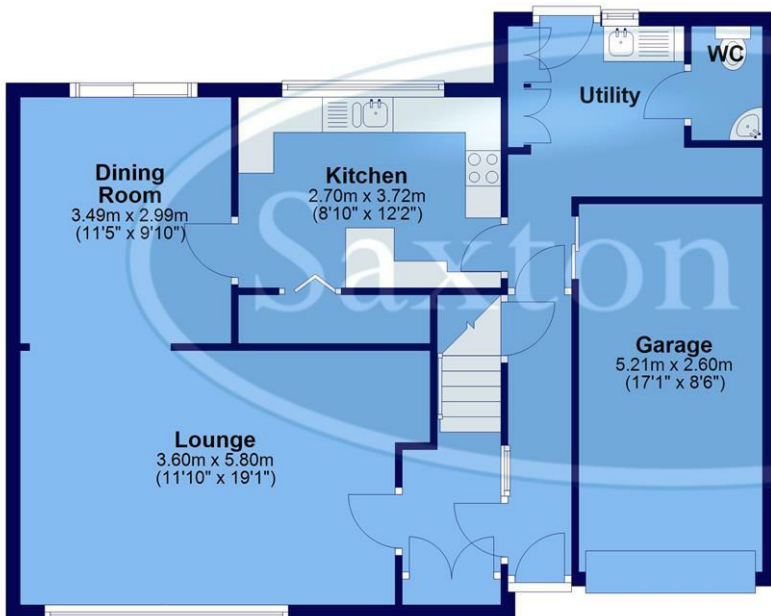 WC
Utility
Dining
Room
3.49m x 2.99m
(11'5" x 9'10")
Kitchen
2.70m x 3.72m
(8'10" x 12'2")
Saxton
Garage
5.21m x 2.60m
(17'1" x 8'6")
Lounge
3.60m x 5.80m
(11'10" x 19'1")